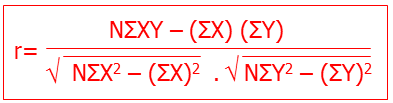 r= NΣXY – (ΣX) (ΣY)
√ NΣX² – (ΣX)² . √NΣY² – (ΣY)²